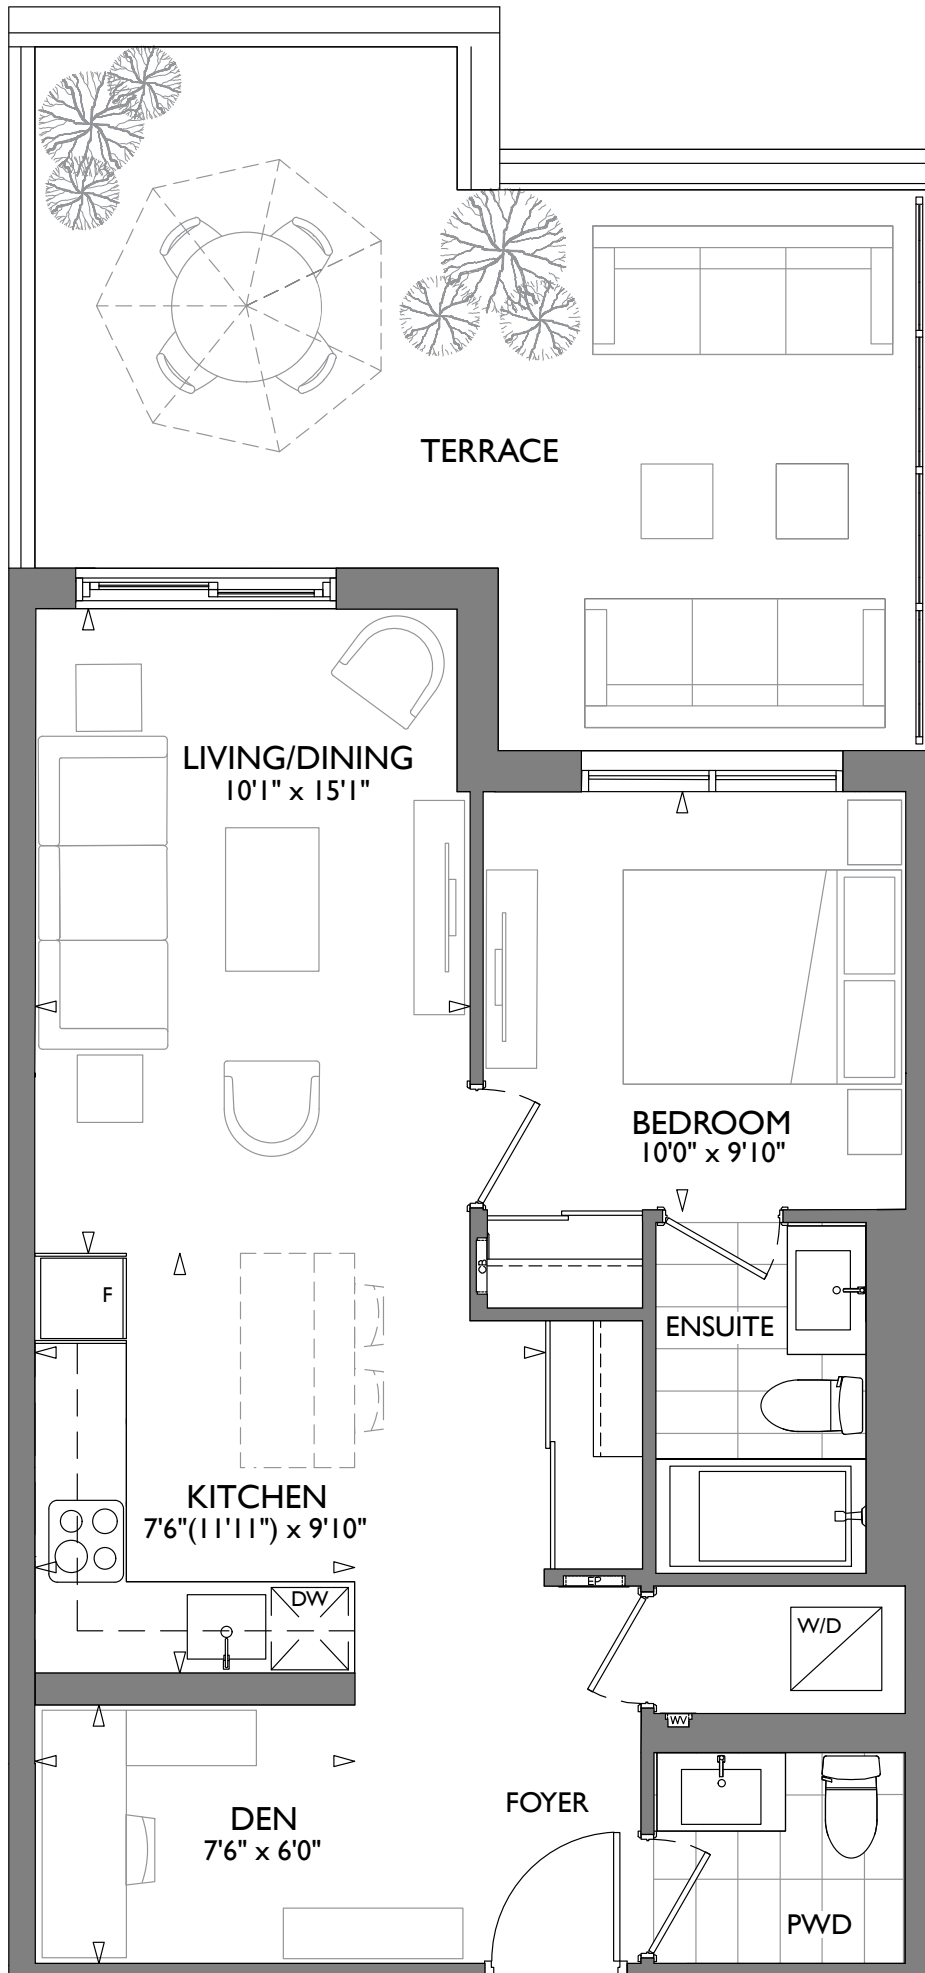 TERRACE
LIVING/DINING
10'1" x 15'1"
BEDROOM
10'0" x 9'10"
F
CB
ENSUITE
KITCHEN
7'6"(11'11") x 9'10"
EP
DW
W/D
WV
FOYER
DEN
7'6" x 6'0"
PWD